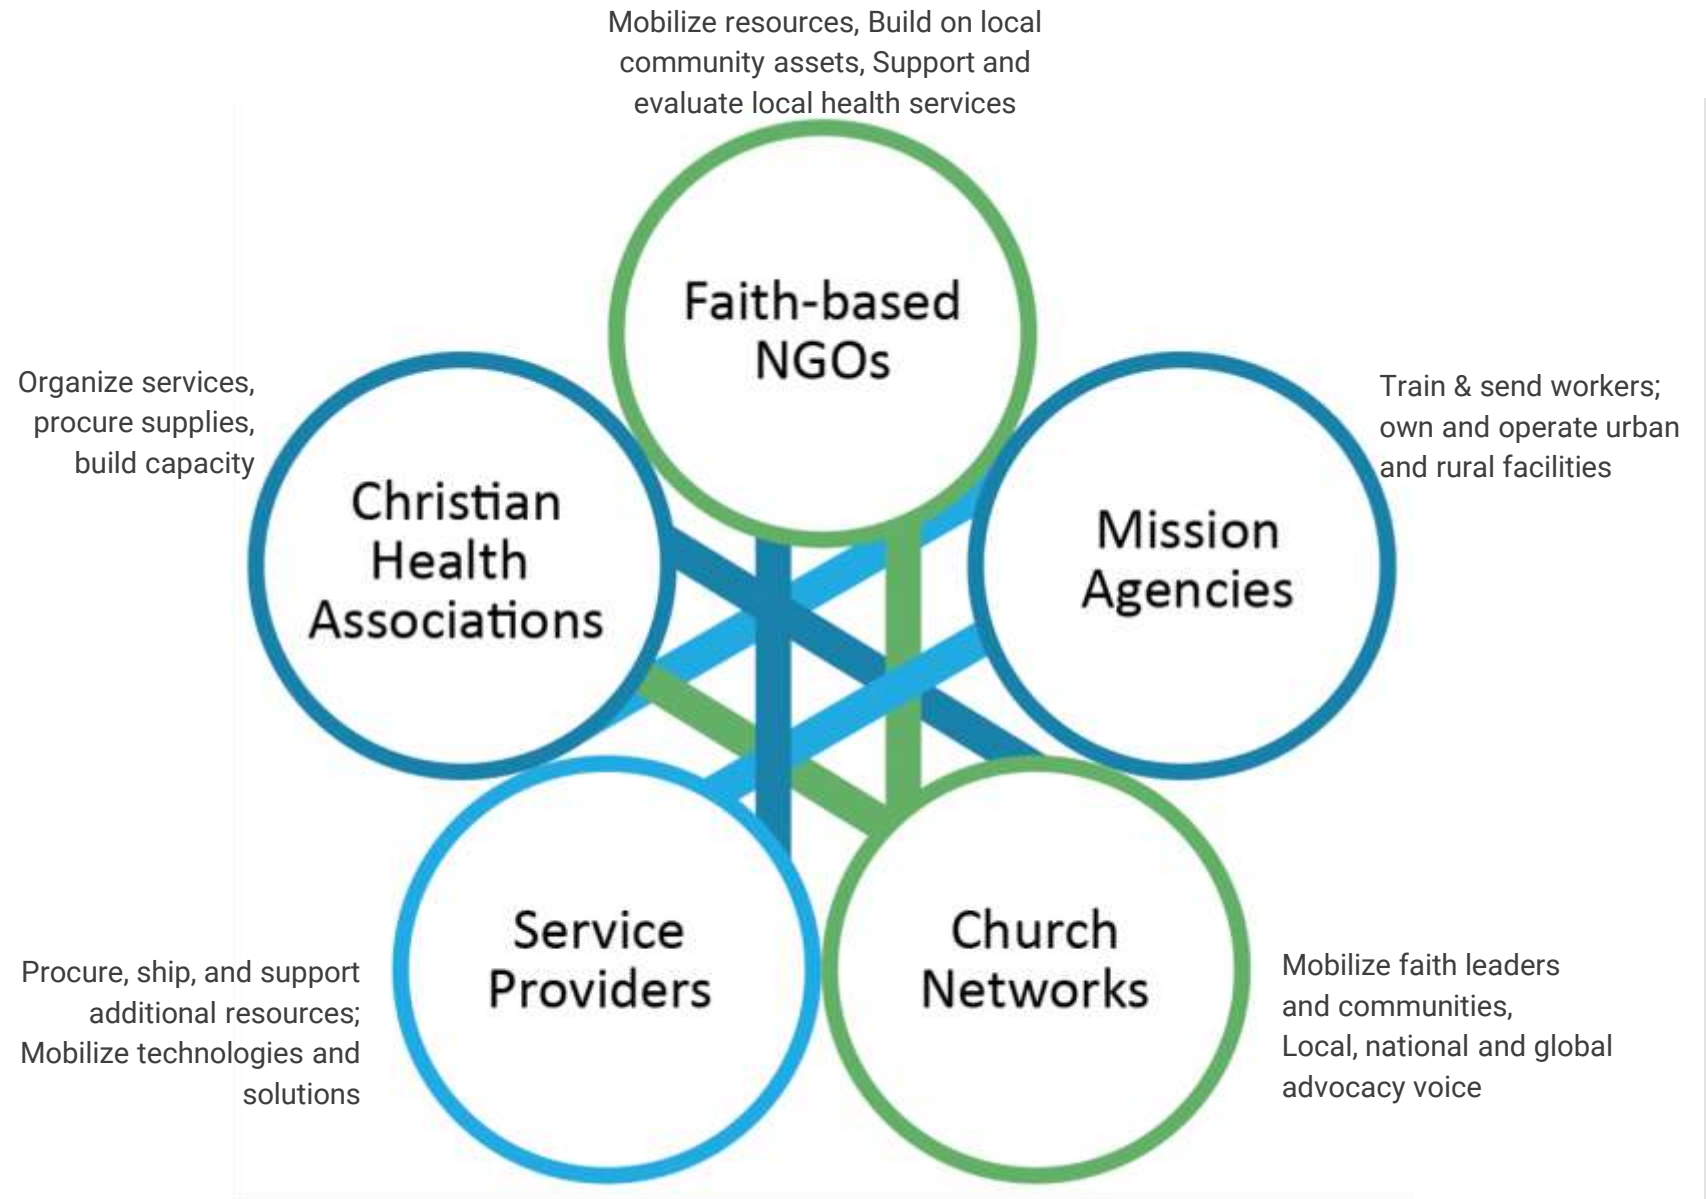 Mobilize resources, Build on local
community assets, Support and
evaluate local health services
Faith-based
NGOs
Organize services,
procure supplies,
build capacity
Christian
Health
Associations
Train & send workers;
own and operate urban
and rural facilities
Mission
Agencies
Procure, ship, and support
additional resources;
Mobilize technologies and
solutions
Service
Providers
Church
Networks
Mobilize faith leaders
and communities,
Local, national and global
advocacy voice